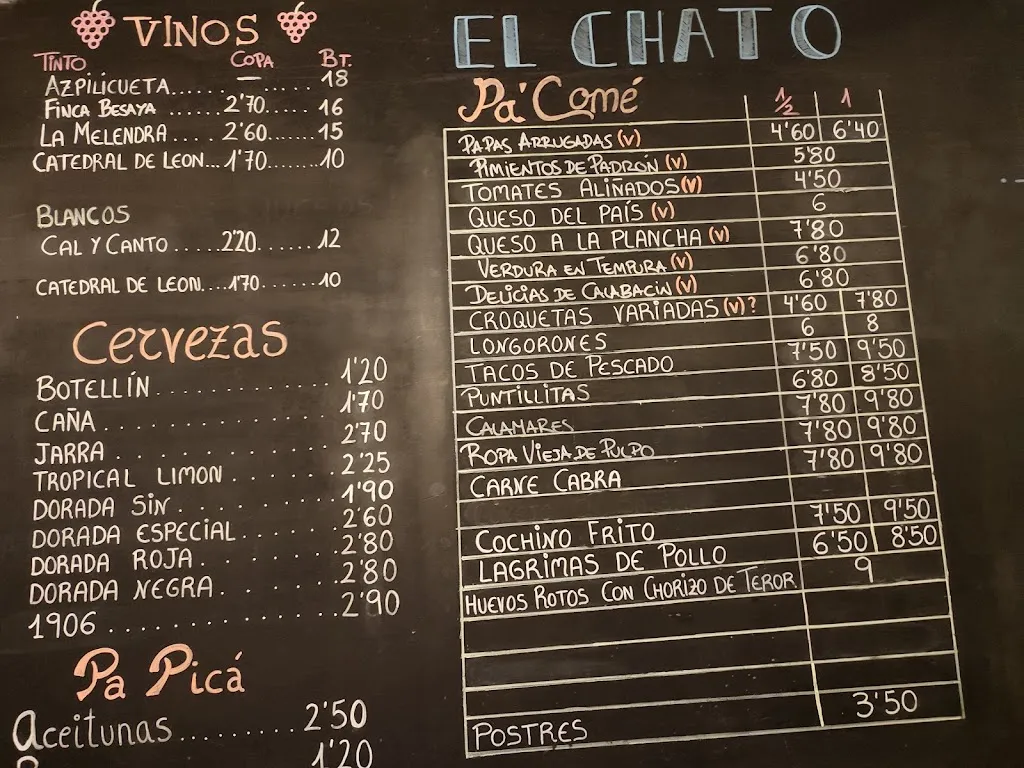 VINOS
TINTO COPA BT.
AZPILICUETA...... — ...... 18
FINCA BESAYA ...... 2'70...... 16
LA MELENDRA.... 2'60....... 15
CATEDRAL DE LEON... 1'70....... 10
BLANCOS
CAL Y CANTO ..... 2'20....... 12
CATEDRAL DE LEON.... 1'70....... 10
Cervezas
BOTELLÍN............ 1'20
CAÑA............... 1'70
JARRA.............. 2'70
TROPICAL LIMON....... 2'25
DORADA SIN.......... 1'90
DORADA ESPECIAL...... 2'60
DORADA ROJA........ 2'80
DORADA NEGRA....... 2'80
1906 .............. 2'90
Pa Picá
Aceitunas.......... 2'50
1'20
EL CHATO
Pa' Comé 1/2 1
PAPAS ARRUGADAS (V) 4'60 6'40
PIMIENTOS DE PADRÓN (V) 5'80
TOMATES ALIÑADOS (V) 4'50
QUESO DEL PAÍS (V) 6
QUESO A LA PLANCHA (V) 7'80
VERDURA EN TEMPURA (V) 6'80
DELICIAS DE CALABACIN (V) 6'80
CROQUETAS VARIADAS (V)? 4'60 7'80
LONGORONES 6 8
TACOS DE PESCADO 7'50 9'50
PUNTILLITAS 6'80 8'50
CALAMARES 7'80 9'80
ROPA VIEJA DE PULPO 7'80 9'80
CARNE CABRA 7'80 9'80
COCHINO FRITO 7'50 9'50
LAGRIMAS DE POLLO 6'50 8'50
HUEVOS ROTOS CON CHORIZO DE TEROR 9
POSTRES 3'50